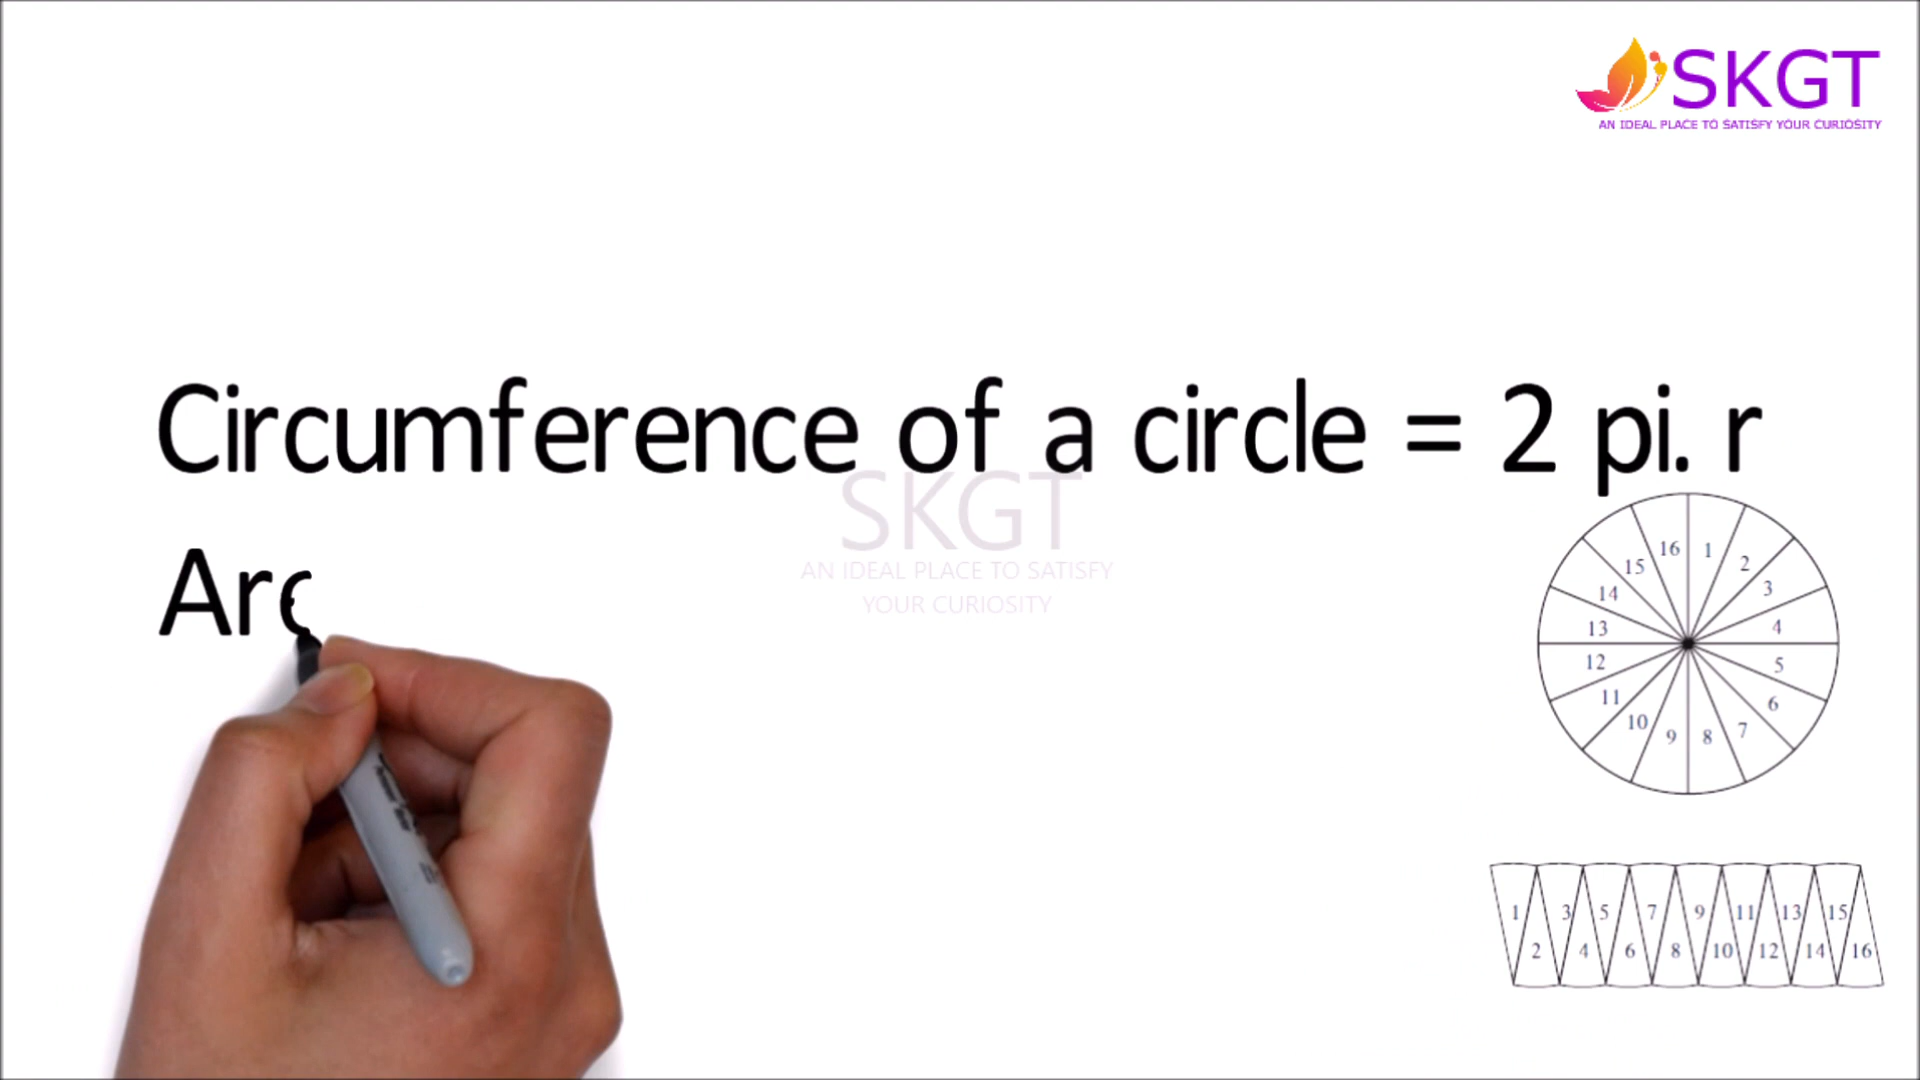 SKGT
AN IDEAL PLACE TO SATISFY YOUR CURIOSITY
Circumference of a circle = 2 pi. r
SKGT
AN IDEAL PLACE TO SATISFY
YOUR CURIOSITY
Are
16 1
15 2
14 3
13 4
12 5
11 6
10 7
9 8
1 3 5 7 9 11 13 15
2 4 6 8 10 12 14 16